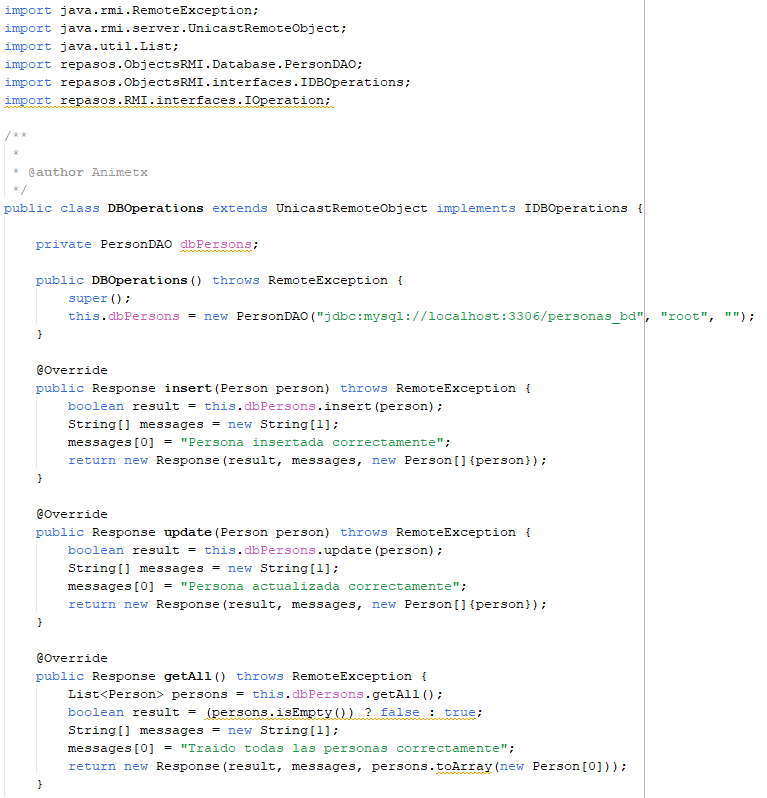 import java.rmi.RemoteException;
import java.rmi.server.UnicastRemoteObject;
import java.util.List;
import repasos.ObjectsRMI.Database.PersonDAO;
import repasos.ObjectsRMI.interfaces.IDBOperations;
import repasos.RMI.interfaces.IOperation;

/**
 *
 * @author Animetx
 */
public class DBOperations extends UnicastRemoteObject implements IDBOperations {

    private PersonDAO dbPersons;

    public DBOperations() throws RemoteException {
        super();
        this.dbPersons = new PersonDAO("jdbc:mysql://localhost:3306/personas_bd", "root", "");
    }

    @Override
    public Response insert(Person person) throws RemoteException {
        boolean result = this.dbPersons.insert(person);
        String[] messages = new String[1];
        messages[0] = "Persona insertada correctamente";
        return new Response(result, messages, new Person[]{person});
    }

    @Override
    public Response update(Person person) throws RemoteException {
        boolean result = this.dbPersons.update(person);
        String[] messages = new String[1];
        messages[0] = "Persona actualizada correctamente";
        return new Response(result, messages, new Person[]{person});
    }

    @Override
    public Response getAll() throws RemoteException {
        List<Person> persons = this.dbPersons.getAll();
        boolean result = (persons.isEmpty()) ? false : true;
        String[] messages = new String[1];
        messages[0] = "Traido todas las personas correctamente";
        return new Response(result, messages, persons.toArray(new Person[0]));
    }